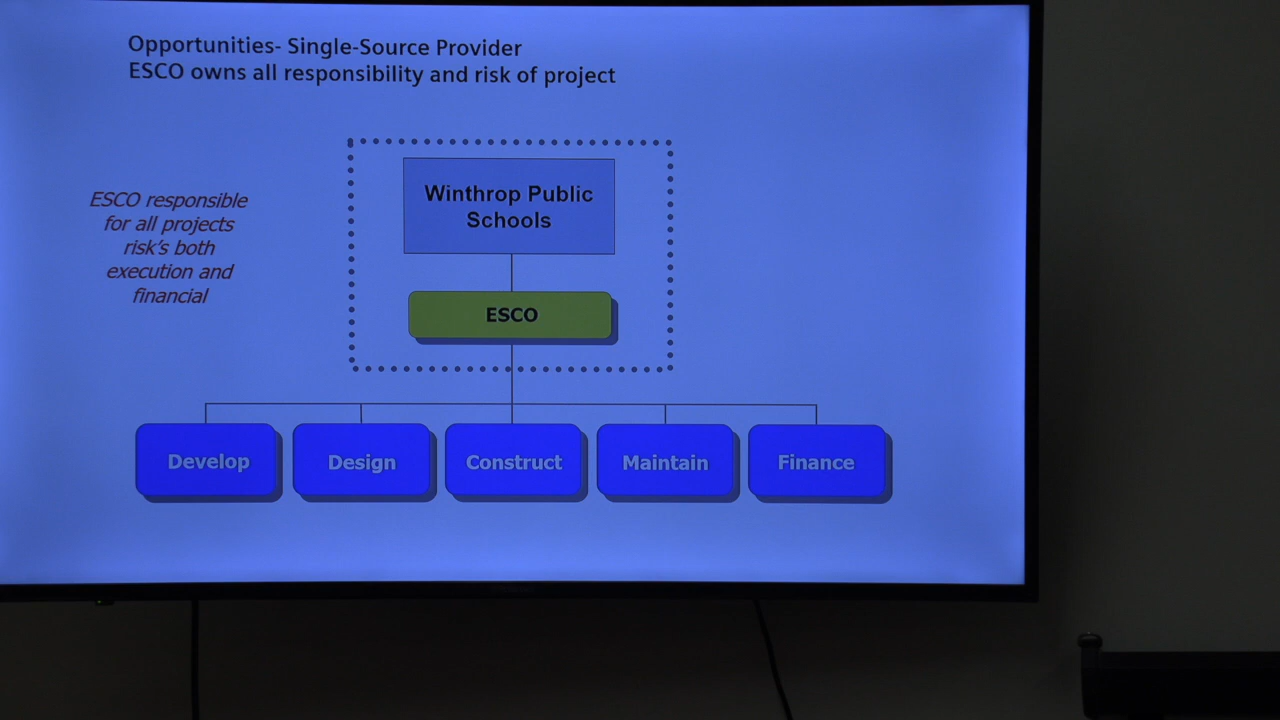 Opportunities- Single-Source Provider
ESCO owns all responsibility and risk of project
ESCO responsible
for all projects
risk's both
execution and
financial
Winthrop Public
Schools
ESCO
Develop
Design
Construct
Maintain
Finance